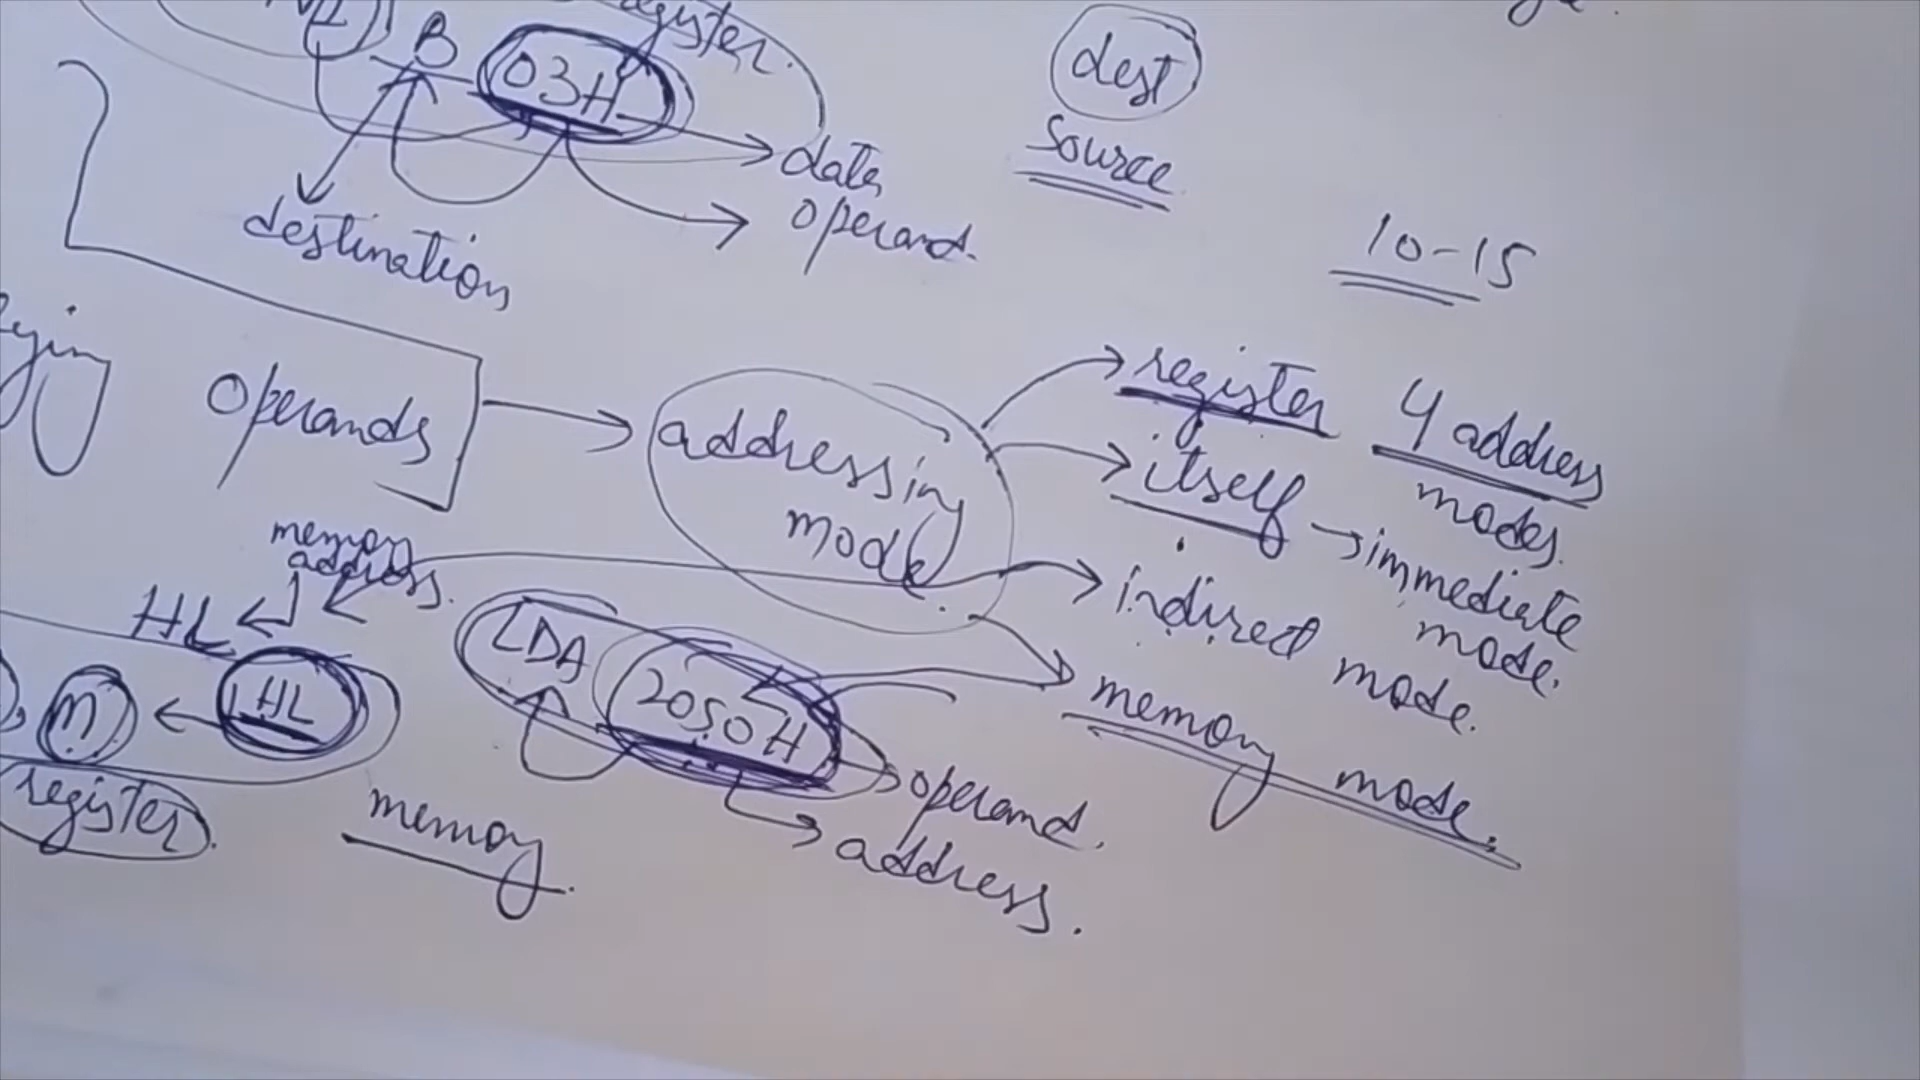 register.
B 03H
dest
source
data
operand.
destination
10-15
operands
addressing
mode.
register
itself
immediate
mode.
indirect mode.
memory mode.
4 address
modes.
memory
address.
HL
M HL
register.
memory
LDA 2050H
operand.
address.